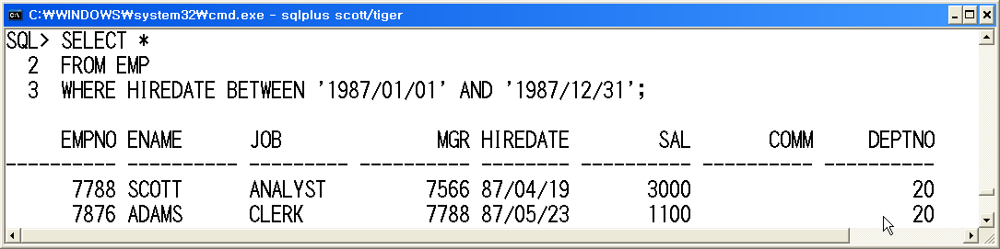 C:₩WINDOWS₩system32₩cmd.exe - sqlplus scott/tiger
SQL> SELECT *
  2  FROM EMP
  3  WHERE HIREDATE BETWEEN '1987/01/01' AND '1987/12/31';
     EMPNO ENAME      JOB              MGR HIREDATE        SAL       COMM     DEPTNO
---------- ---------- --------- ---------- -------- ---------- ---------- ----------
      7788 SCOTT      ANALYST         7566 87/04/19       3000                    20
      7876 ADAMS      CLERK           7788 87/05/23       1100                    20